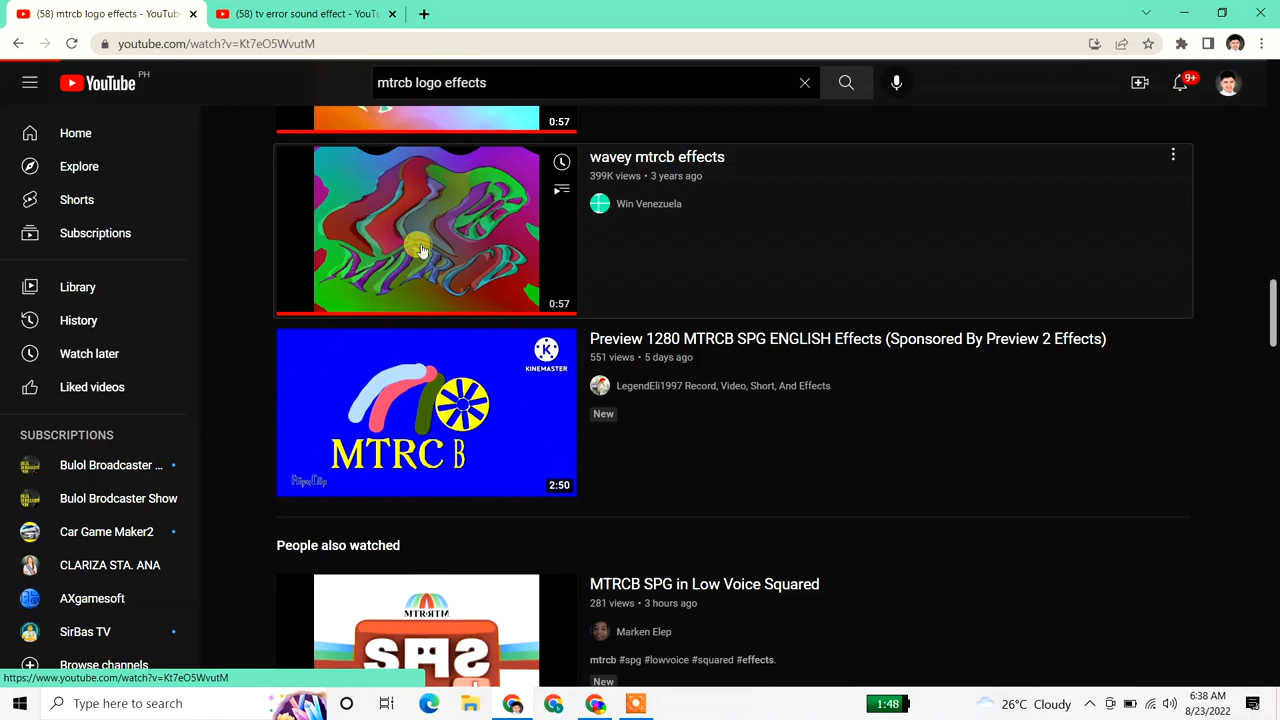 (58) mtrcb logo effects - YouTub
(58) tv error sound effect - YouTu
youtube.com/watch?v=Kt7eO5WvutM
YouTube PH
mtrcb logo effects
9+
Home
Explore
Shorts
Subscriptions
Library
History
Watch later
Liked videos
SUBSCRIPTIONS
Bulol Broadcaster ...
Bulol Brodcaster Show
Car Game Maker2
CLARIZA STA. ANA
AXgamesoft
SirBas TV
Browse channels
0:57
MTRCB
0:57
wavey mtrcb effects
399K views • 3 years ago
Win Venezuela
K
KINEMASTER
MTRC B
FlipaClip
2:50
Preview 1280 MTRCB SPG ENGLISH Effects (Sponsored By Preview 2 Effects)
551 views • 5 days ago
LegendEli1997 Record, Video, Short, And Effects
New
People also watched
MTRCB SPG in Low Voice Squared
281 views • 3 hours ago
Marken Elep
mtrcb #spg #lowvoice #squared #effects.
New
https://www.youtube.com/watch?v=Kt7eO5WvutM
Type here to search
1:48
26°C Cloudy
6:38 AM
8/23/2022